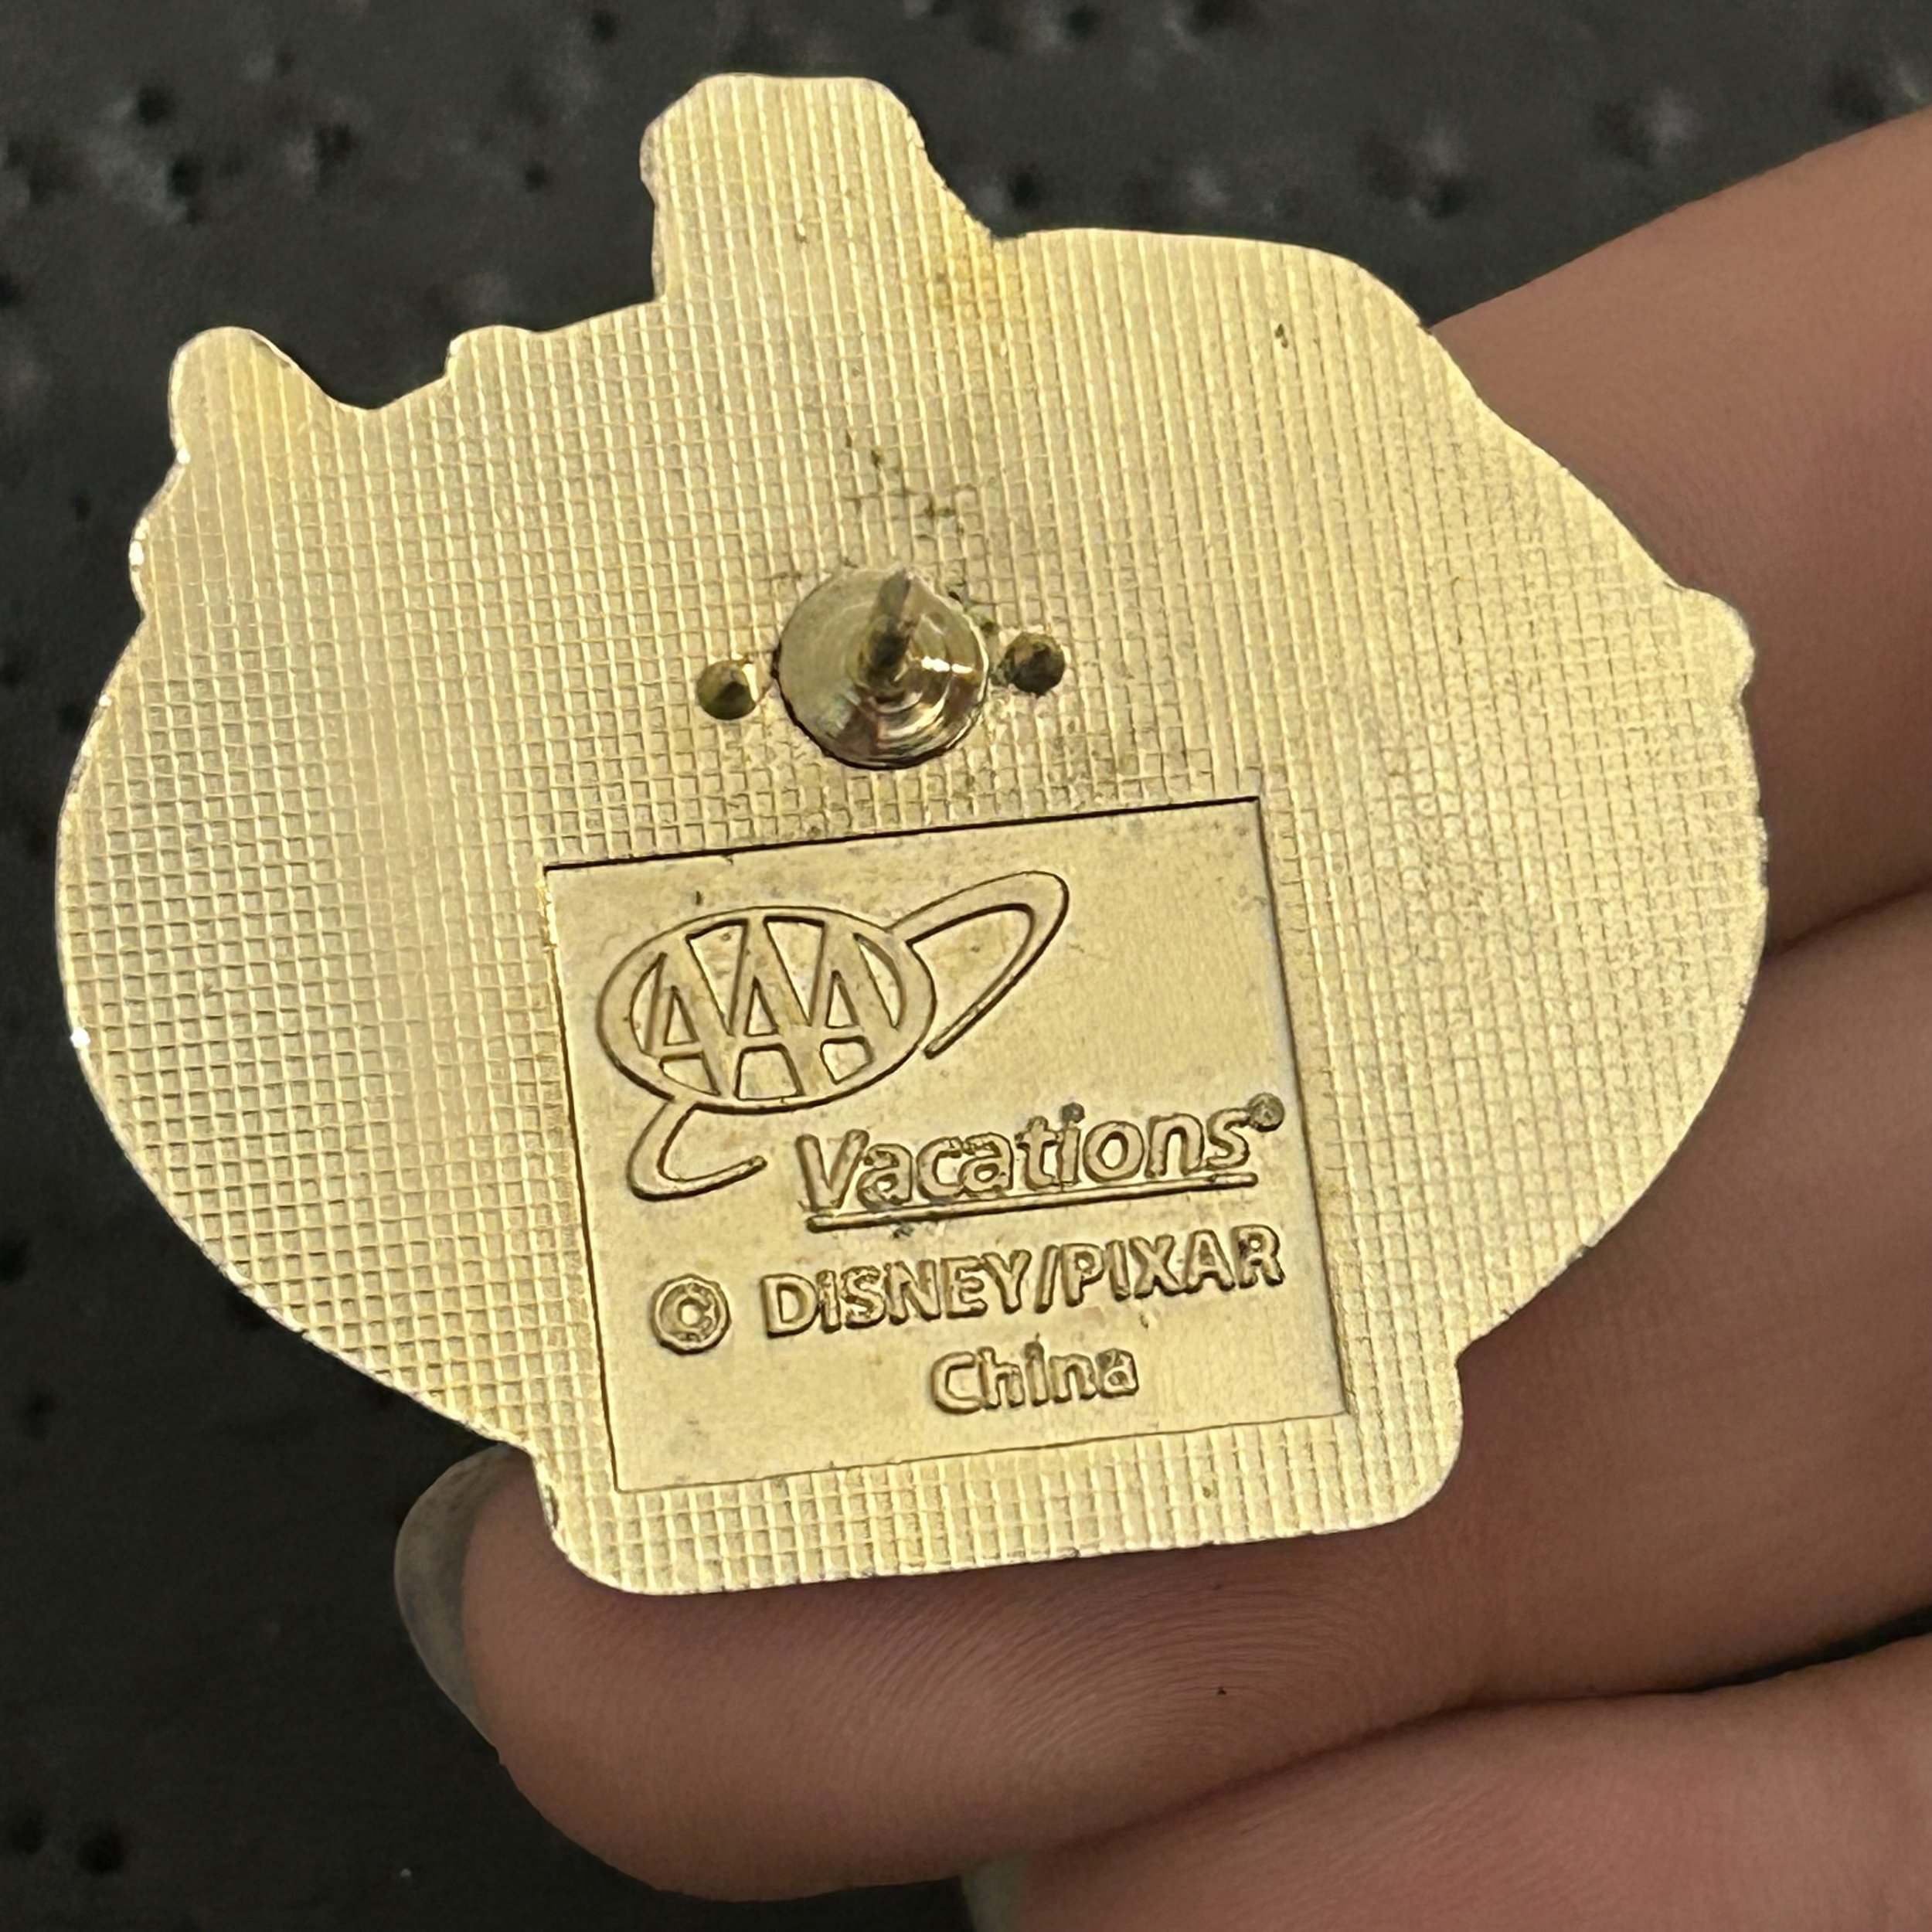 AAA
Vacations®
© DISNEY/PIXAR
China